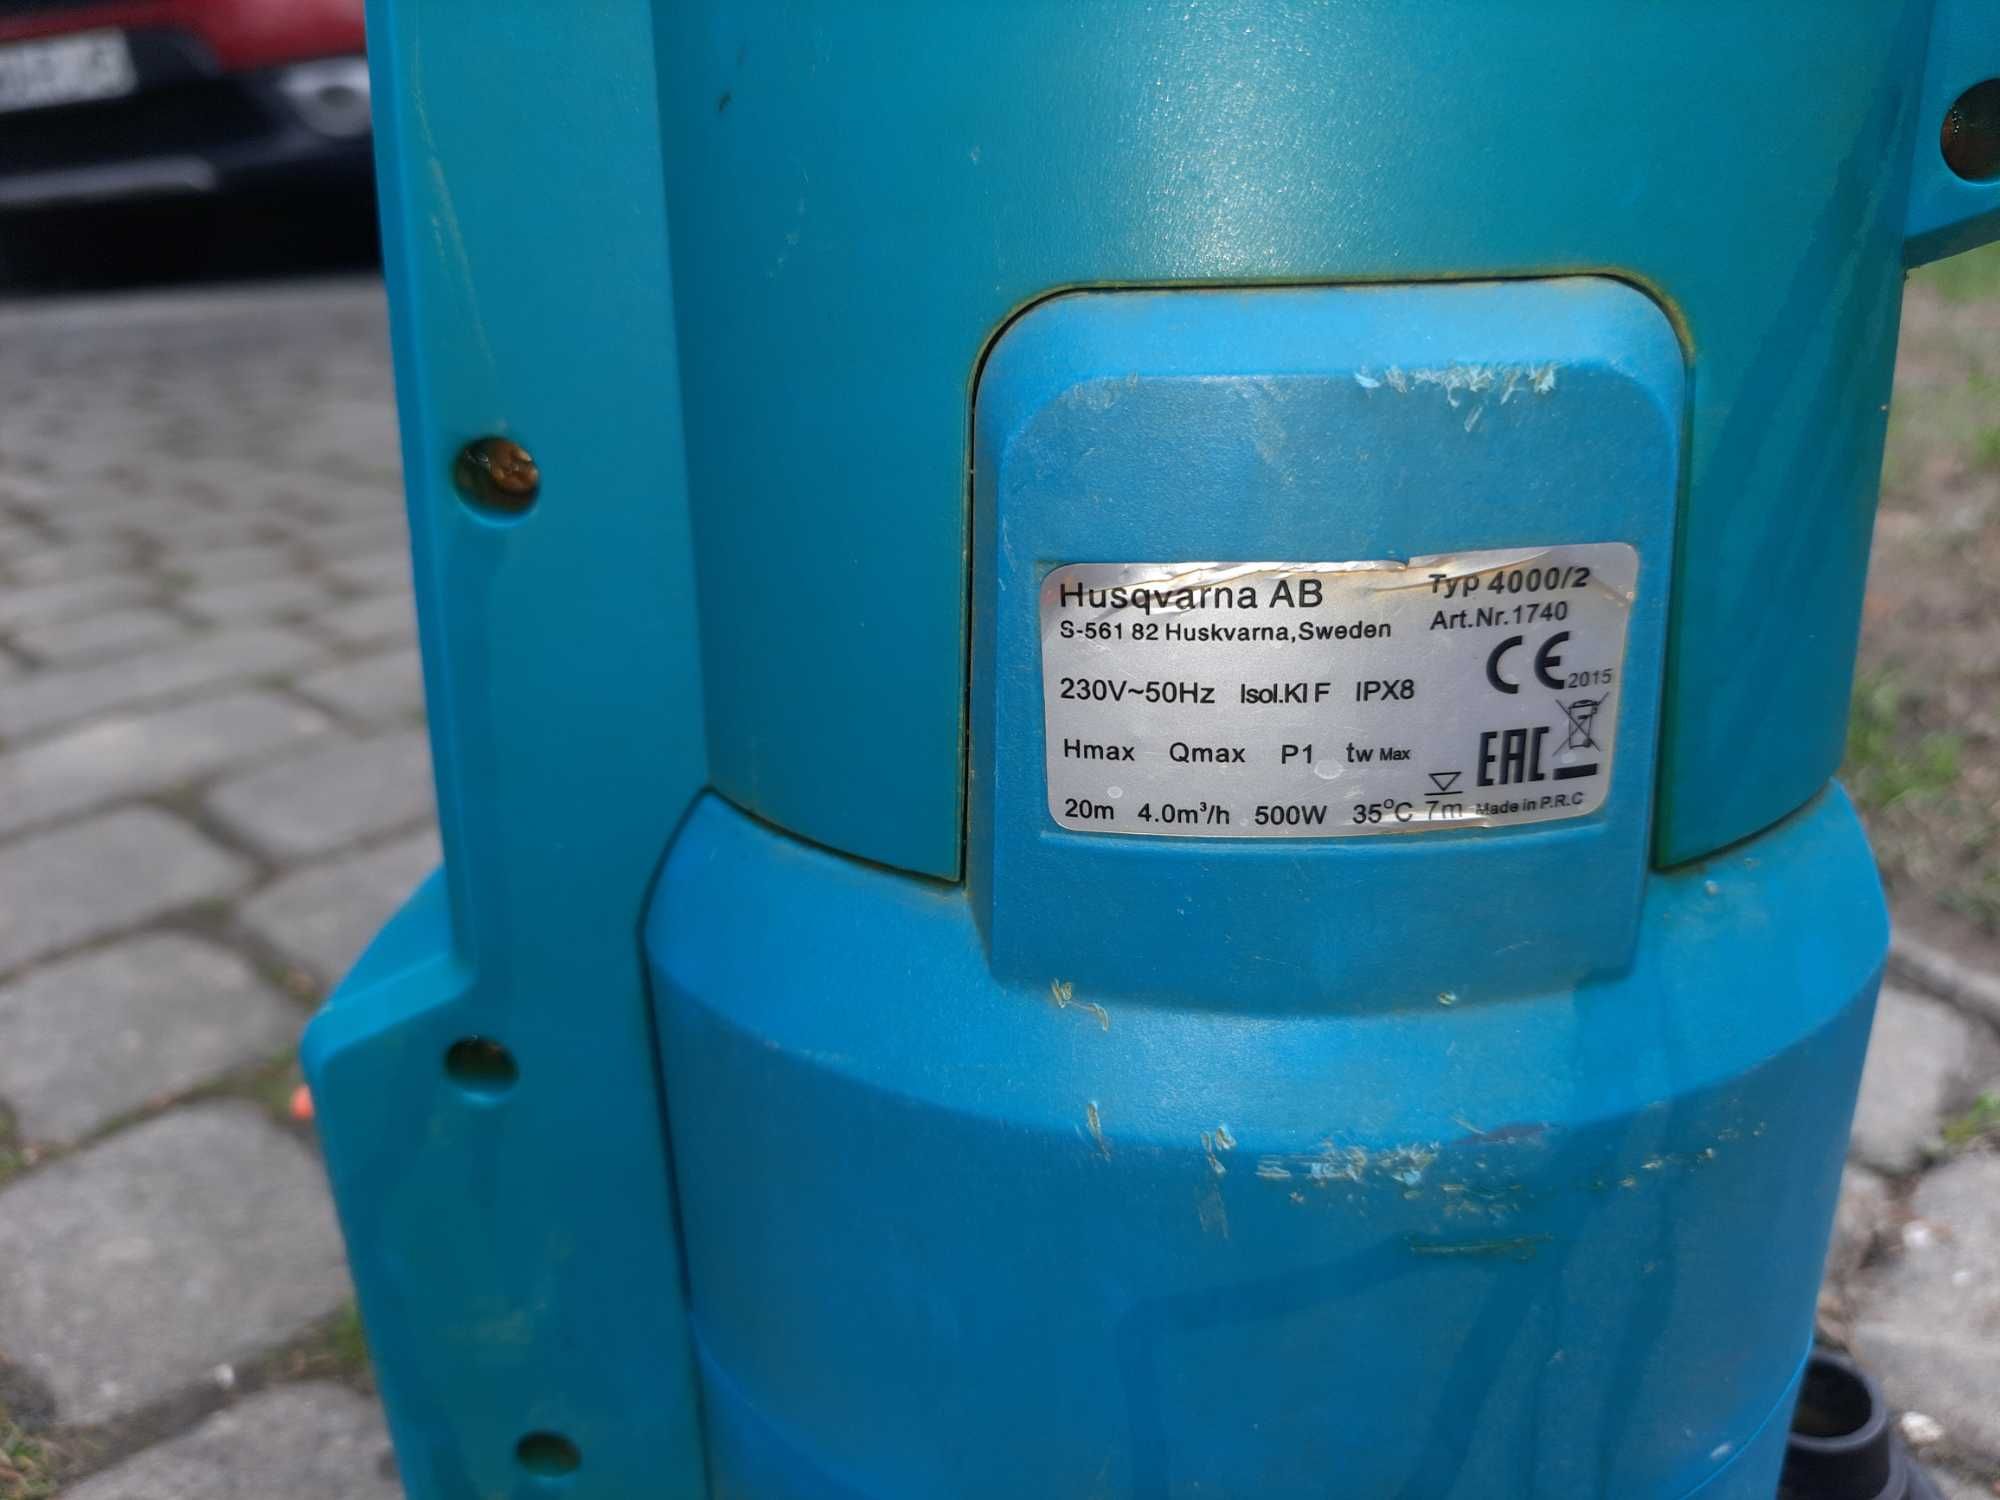 Husqvarna AB
S-561 82 Huskvarna,Sweden
Typ 4000/2
Art.Nr.1740
230V~50Hz Isol.Kl F IPX8
CE 2015
Hmax Qmax P1 tw Max
EAC
20m 4.0m³/h 500W 35°C 7m Made in P.R.C